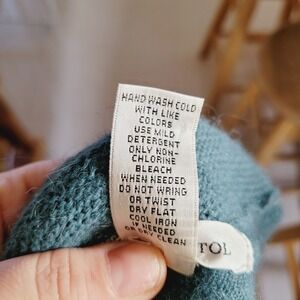 HAND WASH COLD
WITH LIKE
COLORS
USE MILD
DETERGENT
ONLY NON-
CHLORINE
BLEACH
WHEN NEEDED
DO NOT WRING
OR TWIST
DRY FLAT
COOL IRON
IF NEEDED
OR DRY CLEAN
TOL